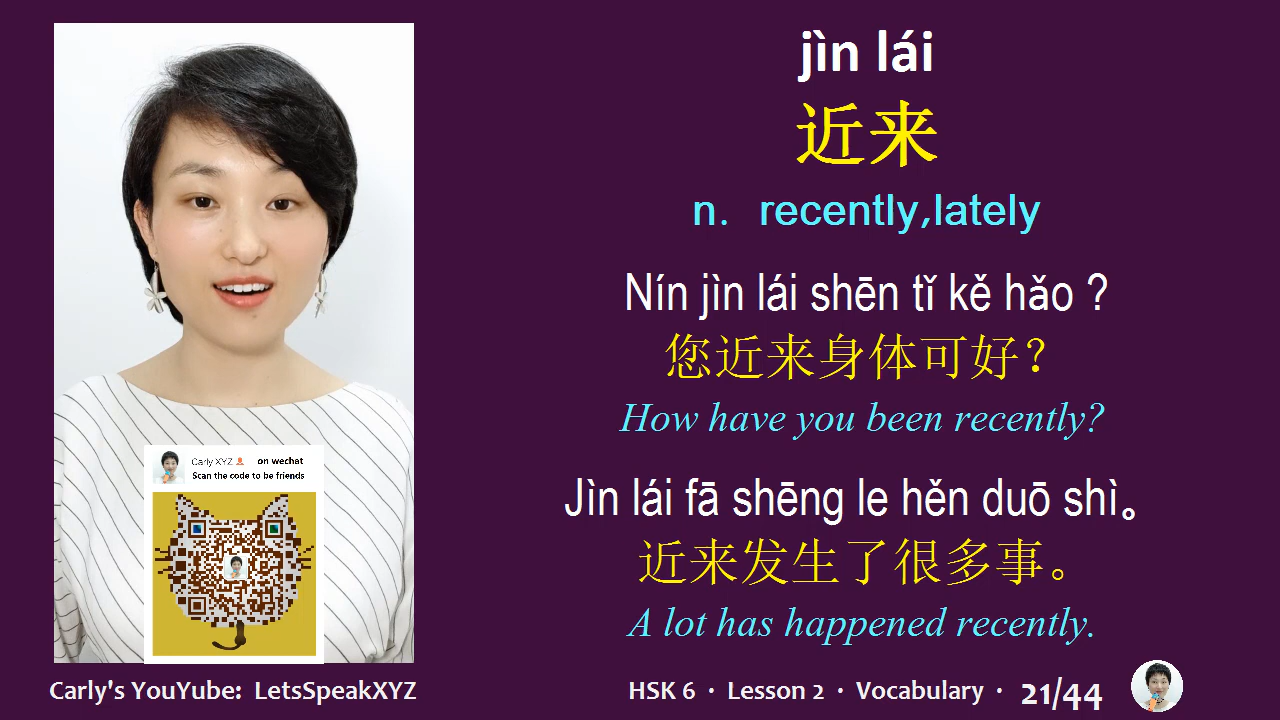 jìn lái
近来
n. recently,lately
Nín jìn lái shēn tǐ kě hǎo ?
您近来身体可好？
How have you been recently?
Jìn lái fā shēng le hěn duō shì。
近来发生了很多事。
A lot has happened recently.
Carly XYZ on wechat
Scan the code to be friends
Carly's YouYube: LetsSpeakXYZ
HSK 6 · Lesson 2 · Vocabulary · 21/44